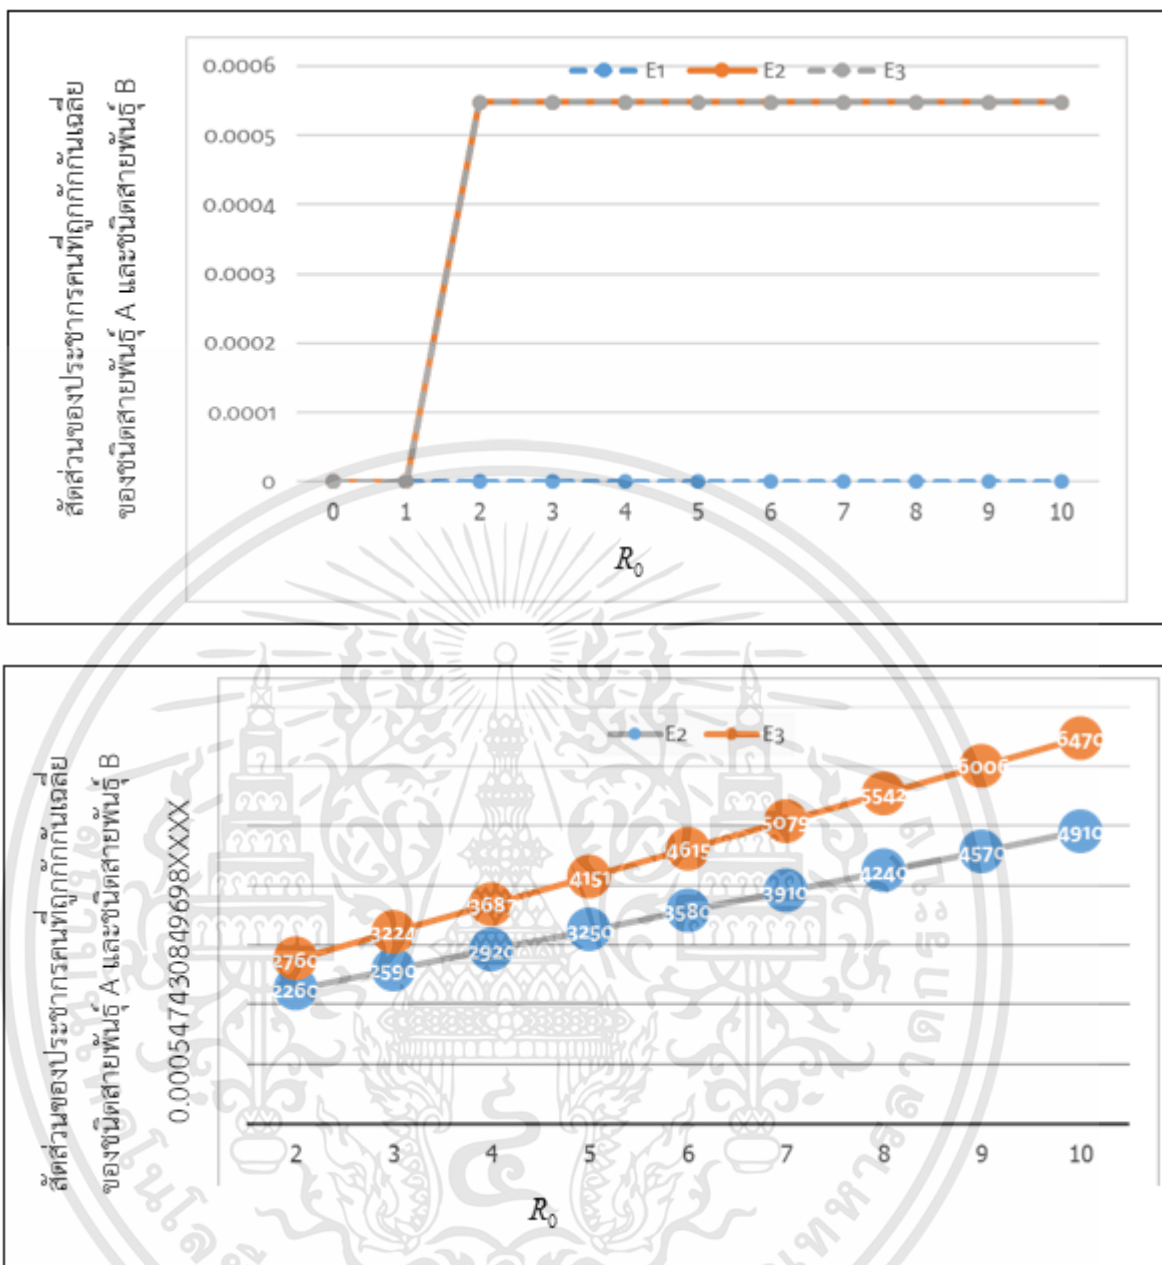 สัดส่วนของประชากรคนที่ถูกกักกันเฉลี่ย
ของชนิดสายพันธุ์ A และชนิดสายพันธุ์ B
E1 E2 E3
0.0006
0.0005
0.0004
0.0003
0.0002
0.0001
0
0 1 2 3 4 5 6 7 8 9 10
R0
สัดส่วนของประชากรคนที่ถูกกักกันเฉลี่ย
ของชนิดสายพันธุ์ A และชนิดสายพันธุ์ B
0.000547430849698XXXX
E2 E3
2760 3224 3687 4151 4615 5079 5542 6006 6470
2260 2590 2920 3250 3580 3910 4240 4570 4910
2 3 4 5 6 7 8 9 10
R0